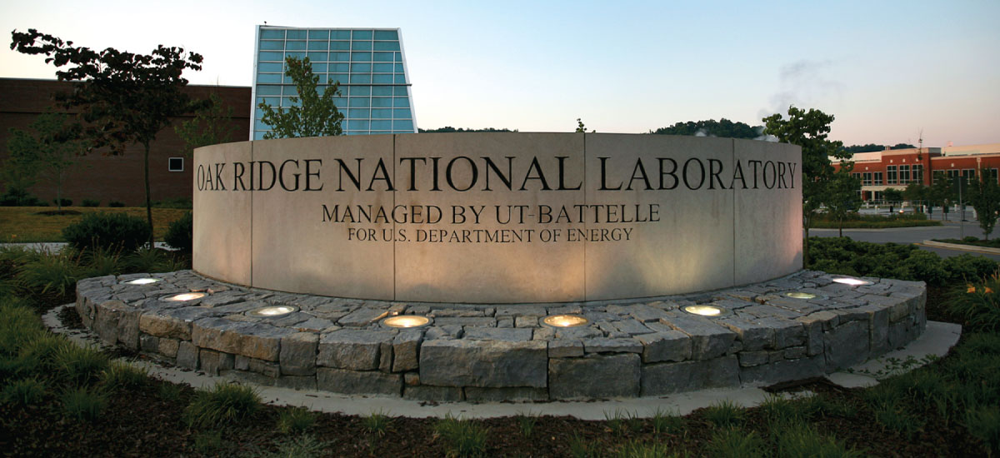 OAK RIDGE NATIONAL LABORATORY
MANAGED BY UT-BATTELLE
FOR U.S. DEPARTMENT OF ENERGY